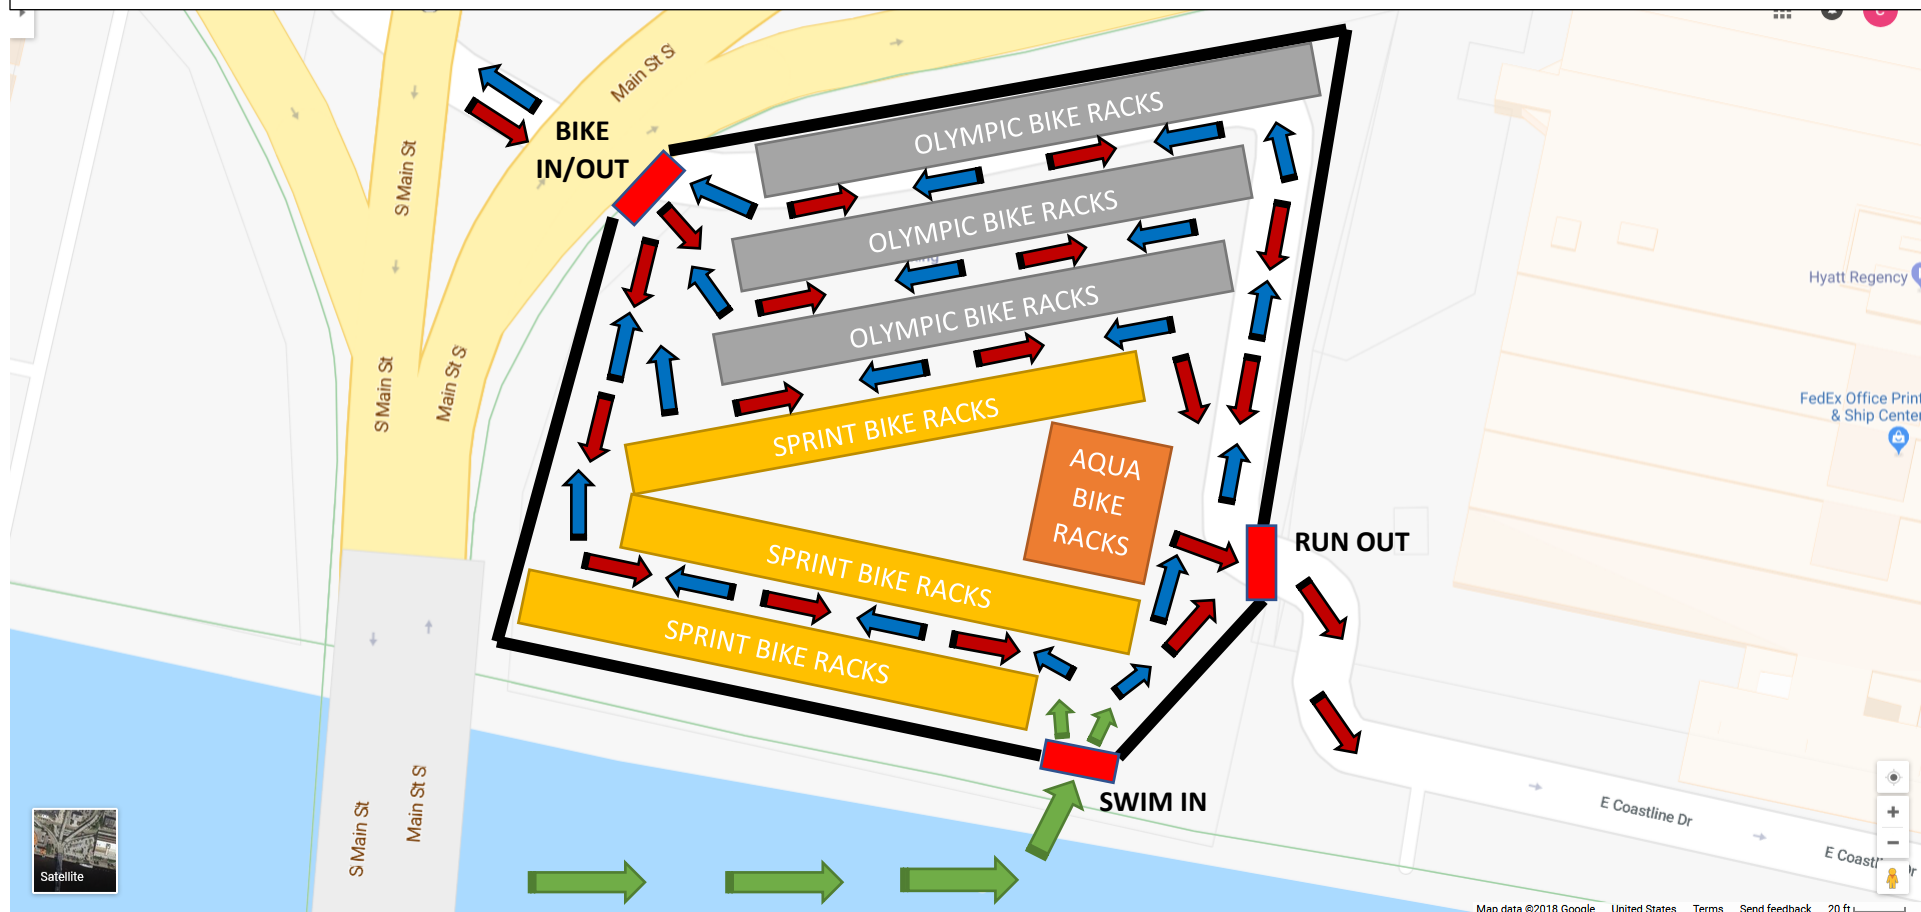 Main St S
BIKE
IN/OUT
S Main St
OLYMPIC BIKE RACKS
OLYMPIC BIKE RACKS
OLYMPIC BIKE RACKS
Hyatt Regency
S Main St
Main St S
SPRINT BIKE RACKS
FedEx Office Print
& Ship Center
AQUA
BIKE
RACKS
RUN OUT
SPRINT BIKE RACKS
SPRINT BIKE RACKS
SWIM IN
S Main St
Main St S
E Coastline Dr
Satellite
Map data ©2018 Google United States Terms Send feedback 20 ft